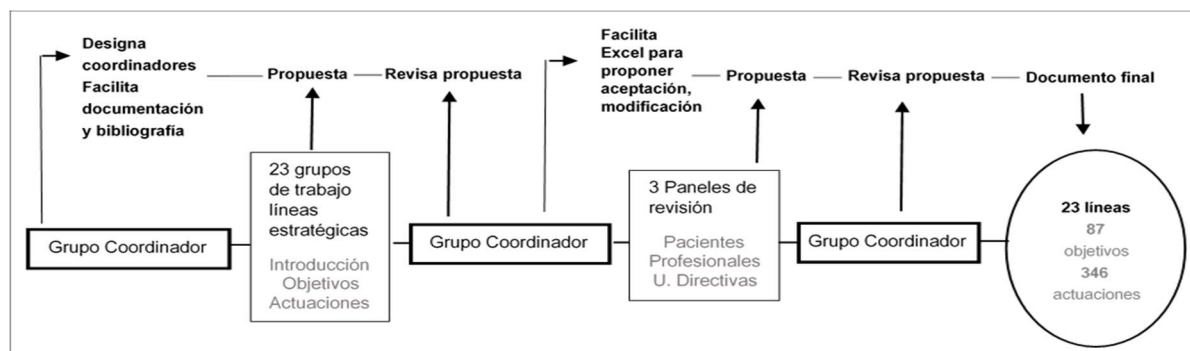 Designa
coordinadores
Facilita
documentación
y bibliografía
Propuesta
Revisa propuesta
Facilita
Excel para
proponer
aceptación,
modificación
Propuesta
Revisa propuesta
Documento final
Grupo Coordinador
23 grupos
de trabajo
líneas
estratégicas
Introducción
Objetivos
Actuaciones
Grupo Coordinador
3 Paneles de
revisión
Pacientes
Profesionales
U. Directivas
Grupo Coordinador
23 líneas
87
objetivos
346
actuaciones